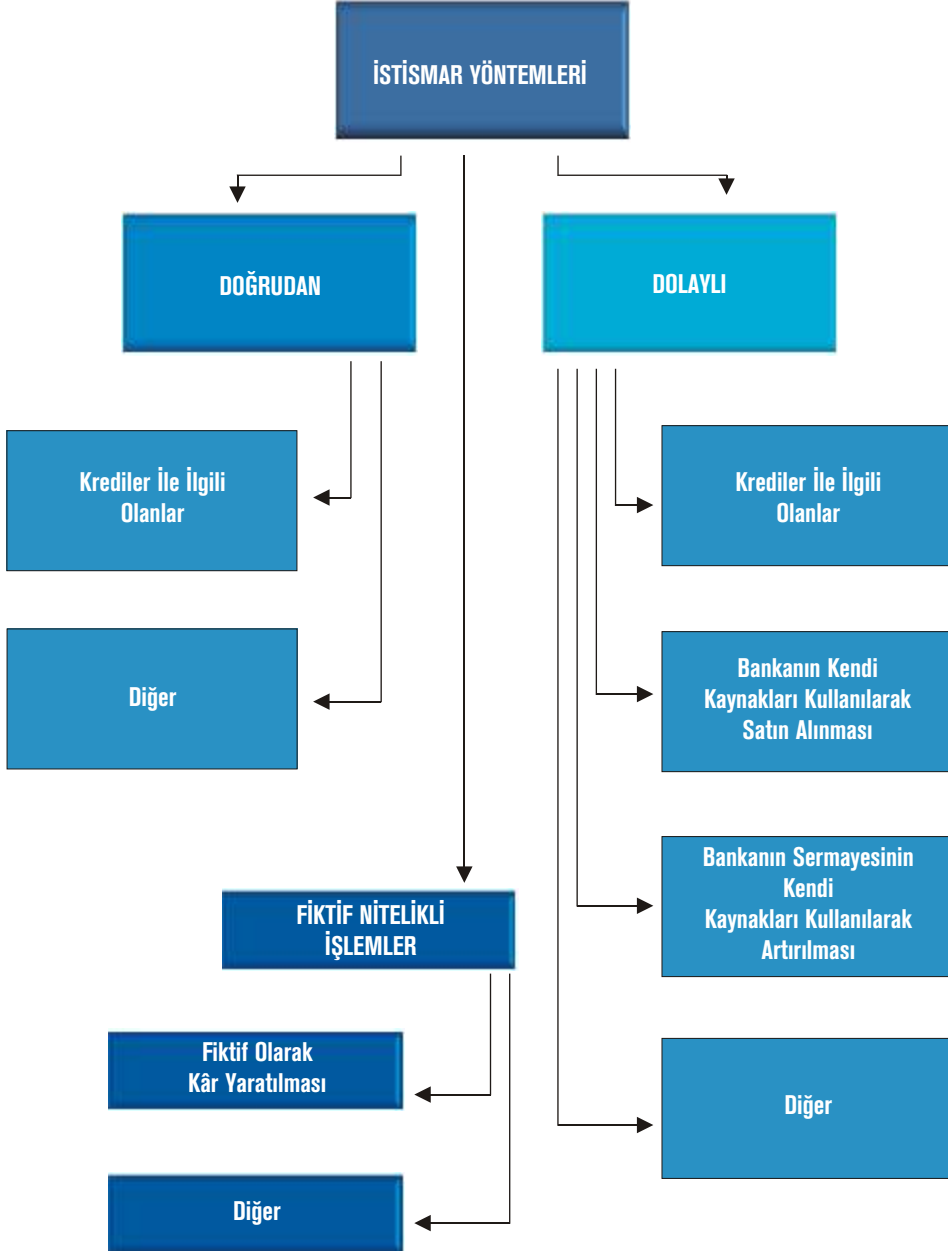 İSTİSMAR YÖNTEMLERİ
DOĞRUDAN
DOLAYLI
Krediler İle İlgili
Olanlar
Krediler İle İlgili
Olanlar
Diğer
Bankanın Kendi
Kaynakları Kullanılarak
Satın Alınması
Bankanın Sermayesinin
Kendi
Kaynakları Kullanılarak
Artırılması
FİKTİF NİTELİKLİ
İŞLEMLER
Fiktif Olarak
Kâr Yaratılması
Diğer
Diğer